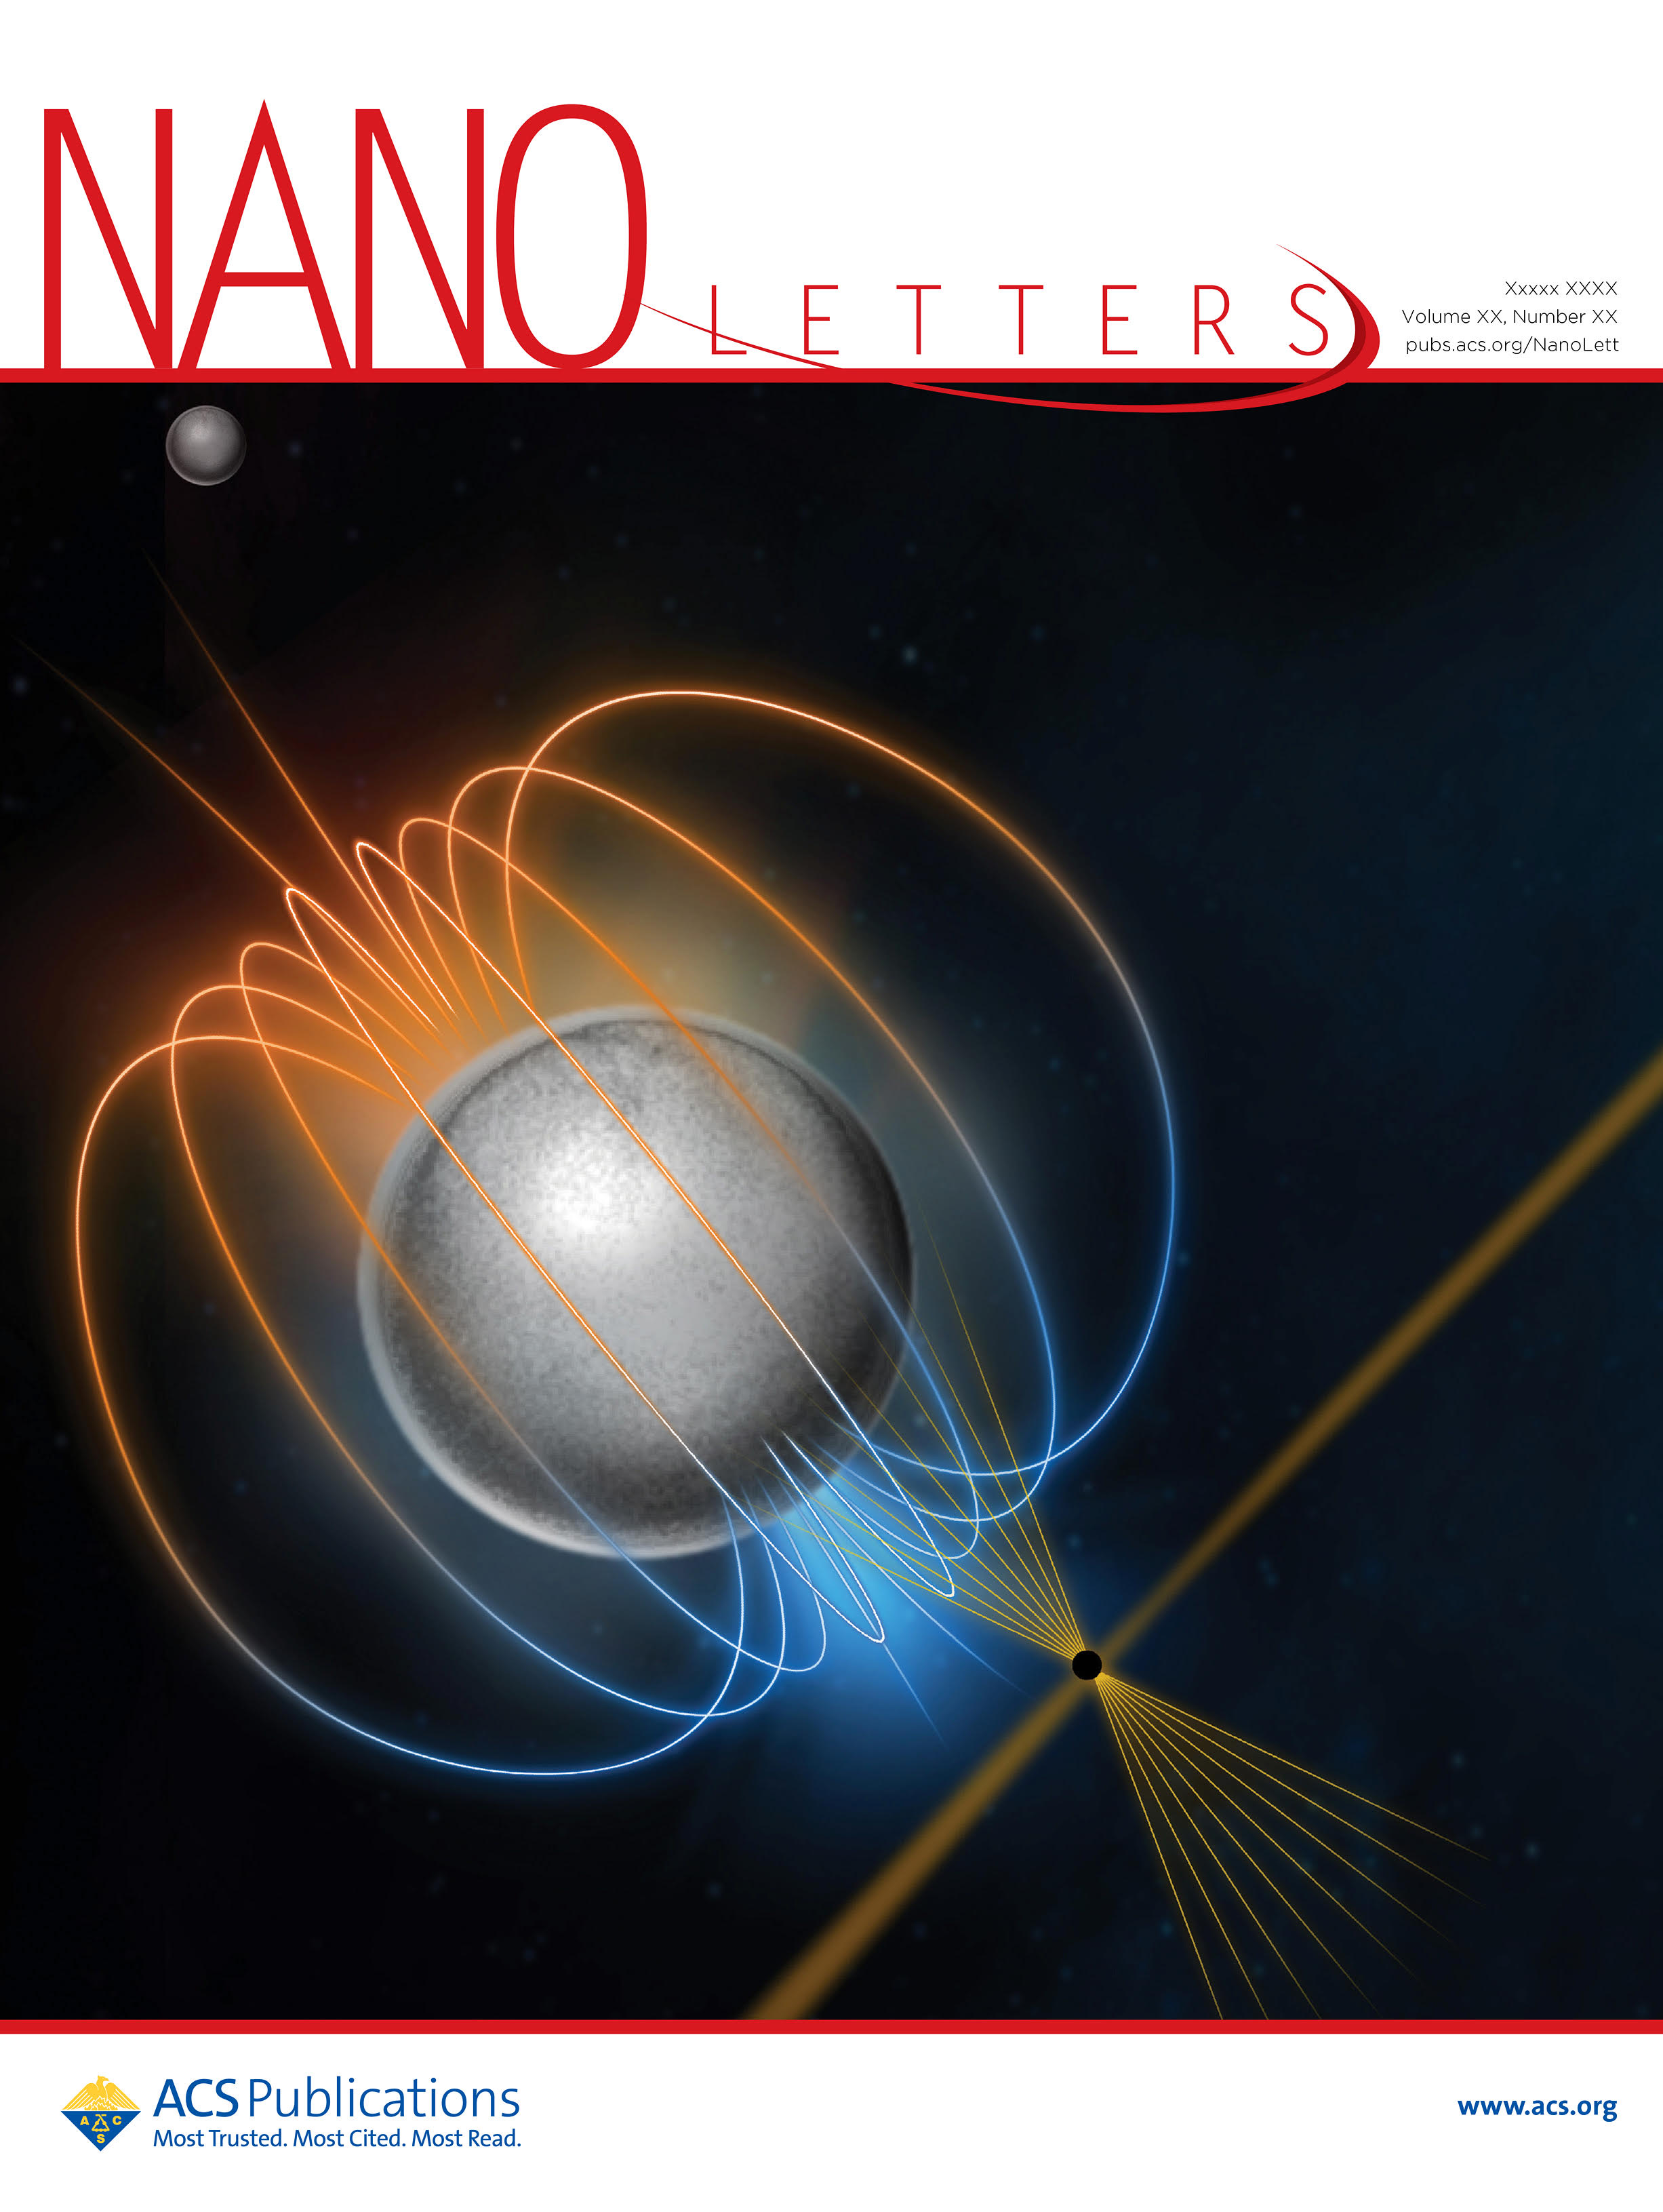 NANO LETTERS
Xxxxx XXXX
Volume XX, Number XX
pubs.acs.org/NanoLett
A C S
ACS Publications
Most Trusted. Most Cited. Most Read.
www.acs.org